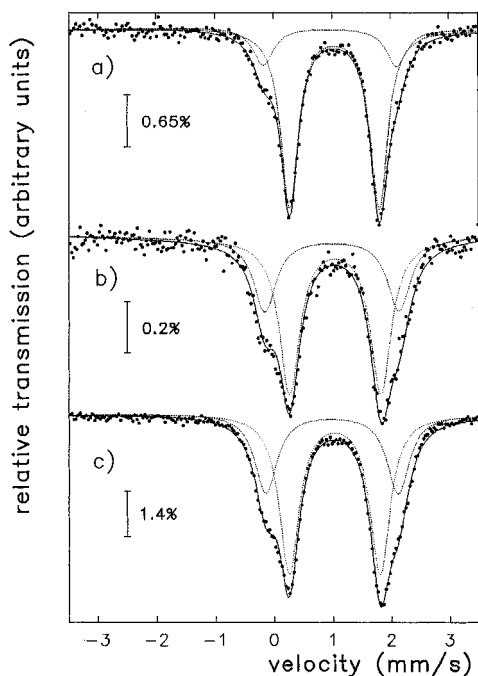 relative transmission (arbitrary units)
a)
0.65%
b)
0.2%
c)
1.4%
−3 −2 −1 0 1 2 3
velocity (mm/s)